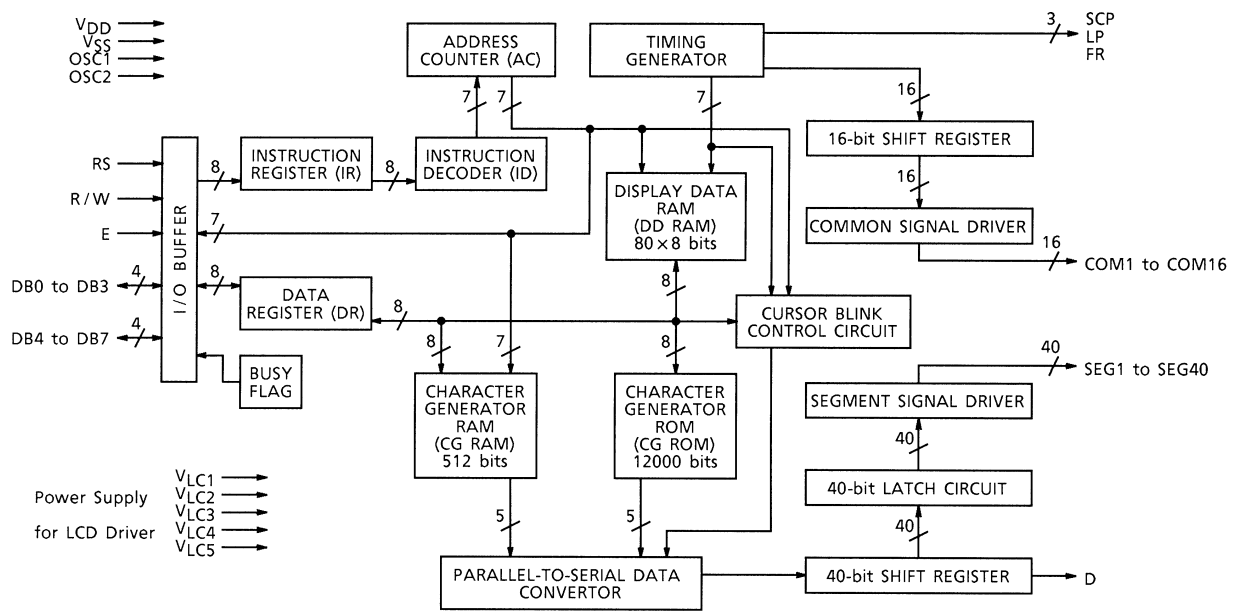 VDD
VSS
OSC1
OSC2
ADDRESS
COUNTER (AC)
TIMING
GENERATOR
3
SCP
LP
FR
7
7
7
16
16-bit SHIFT REGISTER
16
COMMON SIGNAL DRIVER
16
COM1 to COM16
RS
R/W
E
DB0 to DB3
4
DB4 to DB7
4
I/O BUFFER
8
INSTRUCTION
REGISTER (IR)
8
INSTRUCTION
DECODER (ID)
7
DISPLAY DATA
RAM
(DD RAM)
80×8 bits
8
8
DATA
REGISTER (DR)
8
CURSOR BLINK
CONTROL CIRCUIT
BUSY
FLAG
8
7
8
CHARACTER
GENERATOR
RAM
(CG RAM)
512 bits
CHARACTER
GENERATOR
ROM
(CG ROM)
12000 bits
40
SEG1 to SEG40
SEGMENT SIGNAL DRIVER
40
40-bit LATCH CIRCUIT
40
40-bit SHIFT REGISTER
D
Power Supply
for LCD Driver
VLC1
VLC2
VLC3
VLC4
VLC5
5
5
PARALLEL-TO-SERIAL DATA
CONVERTOR